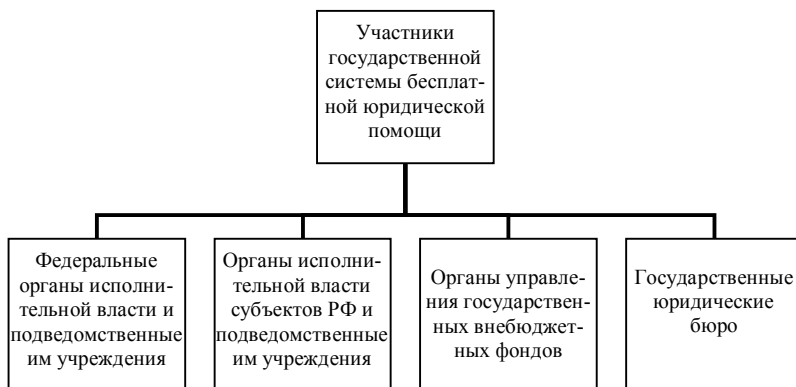 Участники
государственной
системы бесплат-
ной юридической
помощи
Федеральные
органы исполни-
тельной власти и
подведомственные
им учреждения
Органы исполни-
тельной власти
субъектов РФ и
подведомственные
им учреждения
Органы управле-
ния государствен-
ных внебюджет-
ных фондов
Государственные
юридические
бюро